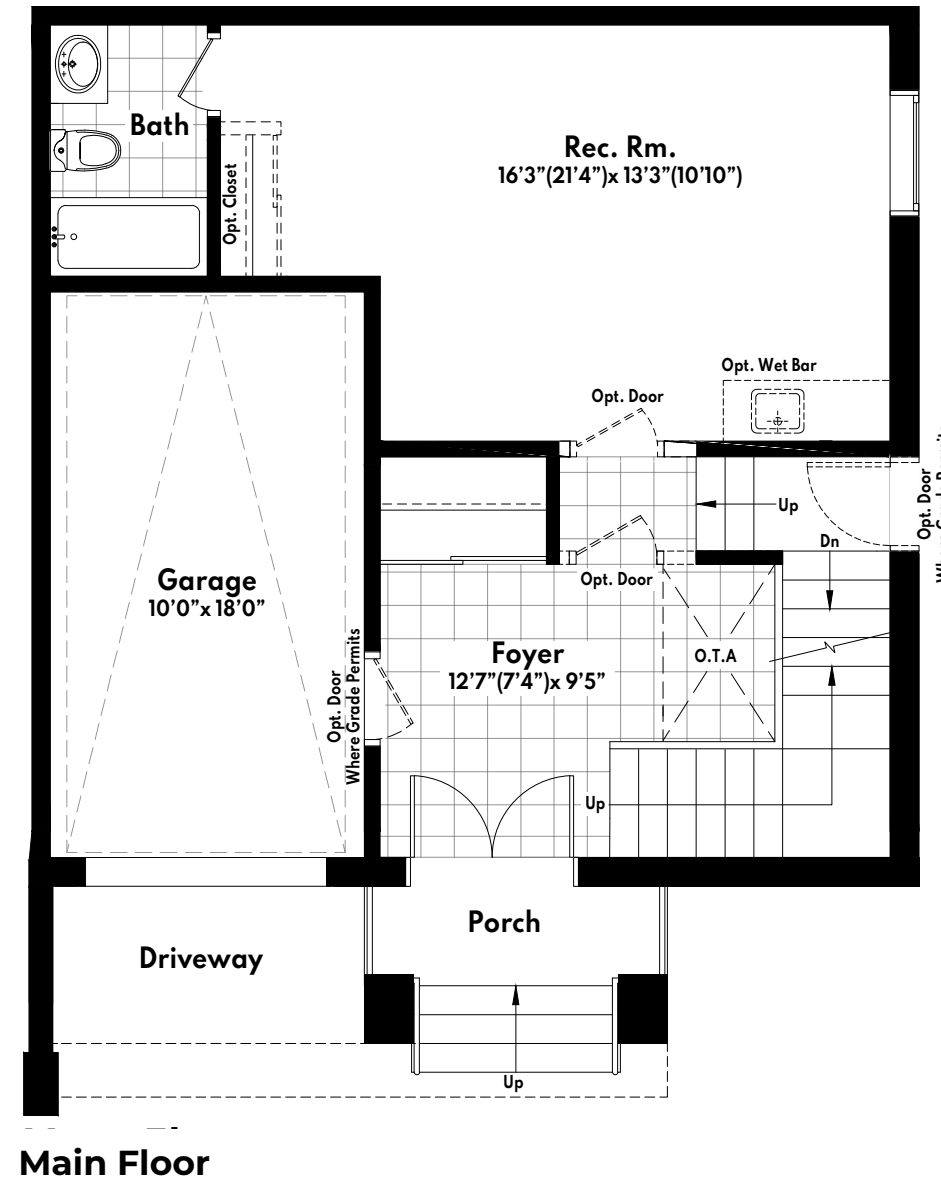 Bath
Opt. Closet
Rec. Rm.
16'3"(21'4")x 13'3"(10'10")
Opt. Wet Bar
Opt. Door
Up
Opt. Door
Dn
Opt. Door
Garage
10'0"x 18'0"
Opt. Door
Where Grade Permits
Foyer
12'7"(7'4")x 9'5"
O.T.A
Up
Porch
Driveway
Up
Main Floor